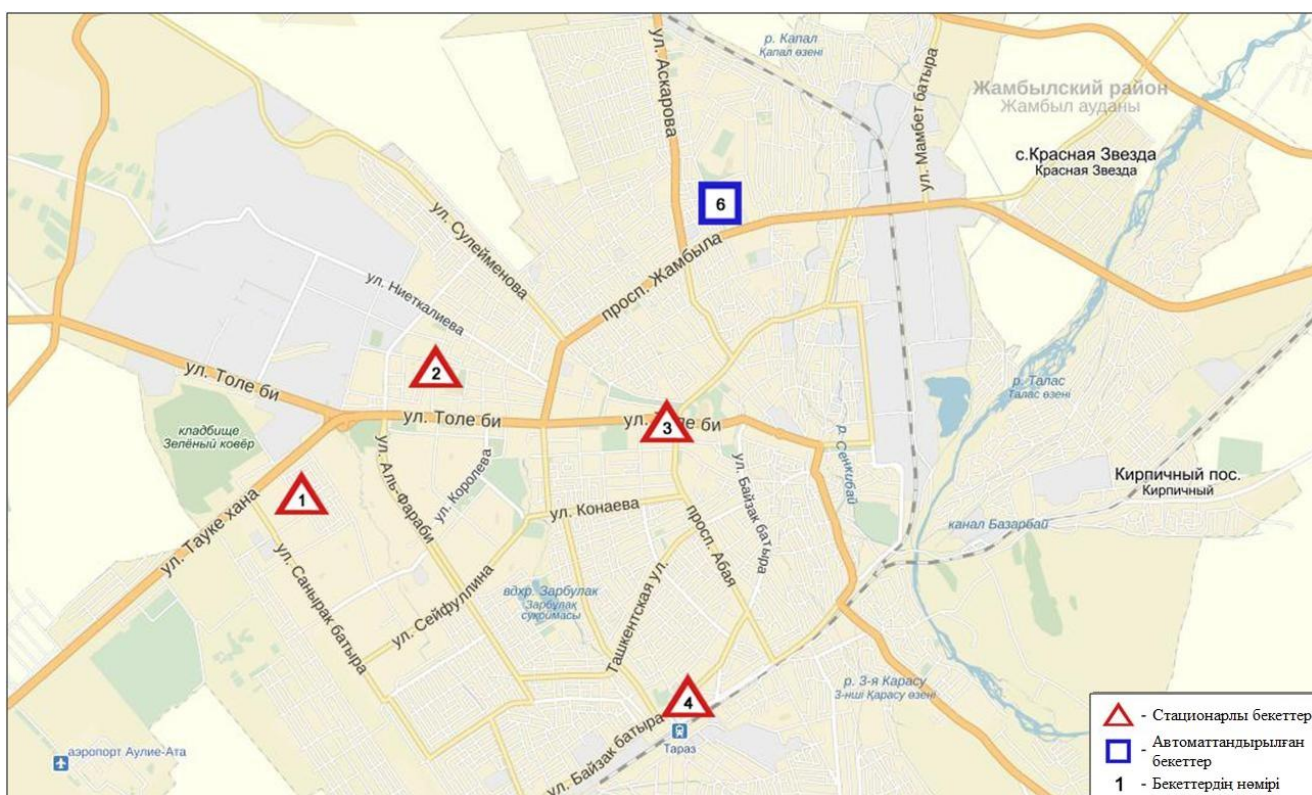 р. Капал
Қапал өзені
ул. Аскарова
ул. Мамбет батыра
Жамбылский район
Жамбыл ауданы
с.Красная Звезда
Красная Звезда
6
ул. Сулейменова
просп. Жамбыла
ул. Ниеткалиева
2
ул. Толе би
ул. Толе би
ул. Толе би
3
р. Талас
Талас өзені
кладбище
Зелёный ковёр
1
ул. Тауке хана
ул. Аль-Фараби
ул. Королева
ул. Конаева
ул. Байзак батыра
р. Сенкибай
Кирпичный пос.
Кирпичный
канал Базарбай
просп. Абая
ул. Санырак батыра
ул. Сейфуллина
вдхр. Зарбулак
Зарбұлақ
су қоймасы
Ташкентская ул.
4
р. 3-я Карасу
3-нші Қарасу өзені
Тараз
ул. Байзак батыра
аэропорт Аулие-Ата
- Стационарлы бекеттер
- Автоматтандырылған
бекеттер
1 - Бекеттердің нөмірі